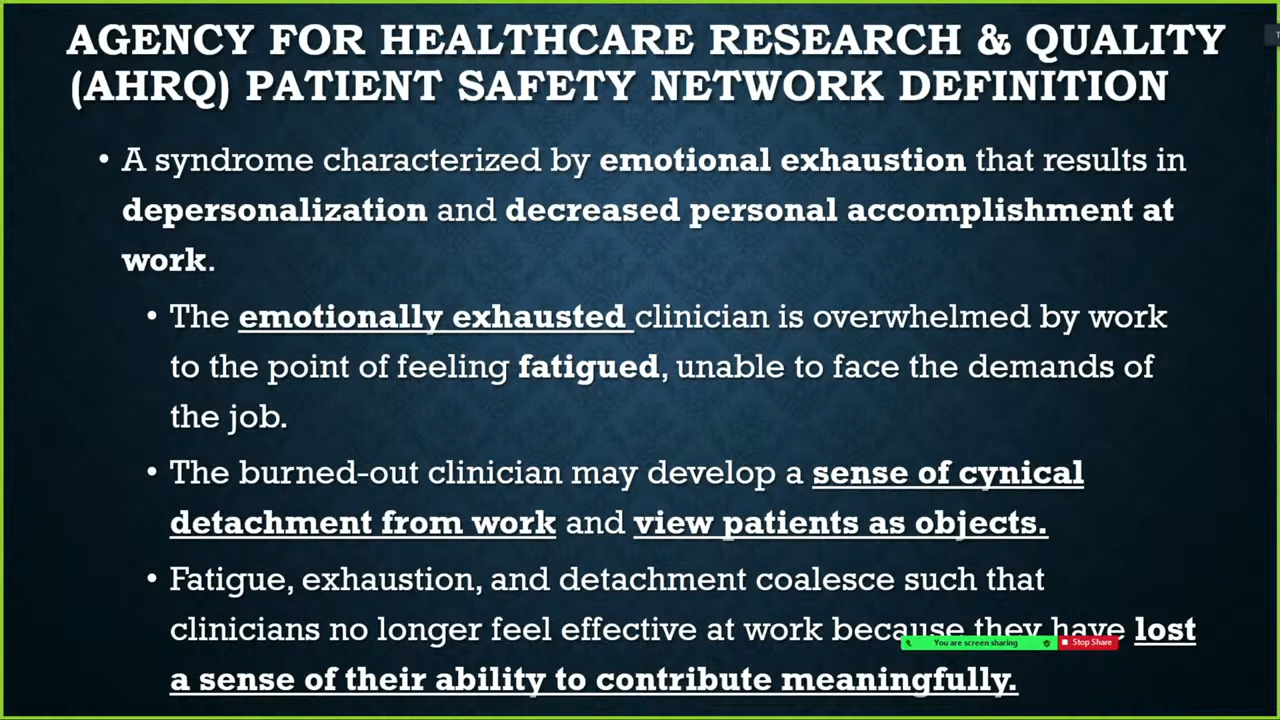 AGENCY FOR HEALTHCARE RESEARCH & QUALITY
(AHRQ) PATIENT SAFETY NETWORK DEFINITION
• A syndrome characterized by emotional exhaustion that results in
depersonalization and decreased personal accomplishment at
work.
• The emotionally exhausted clinician is overwhelmed by work
to the point of feeling fatigued, unable to face the demands of
the job.
• The burned-out clinician may develop a sense of cynical
detachment from work and view patients as objects.
• Fatigue, exhaustion, and detachment coalesce such that
clinicians no longer feel effective at work because they have lost
You are screen sharing Stop Share
a sense of their ability to contribute meaningfully.